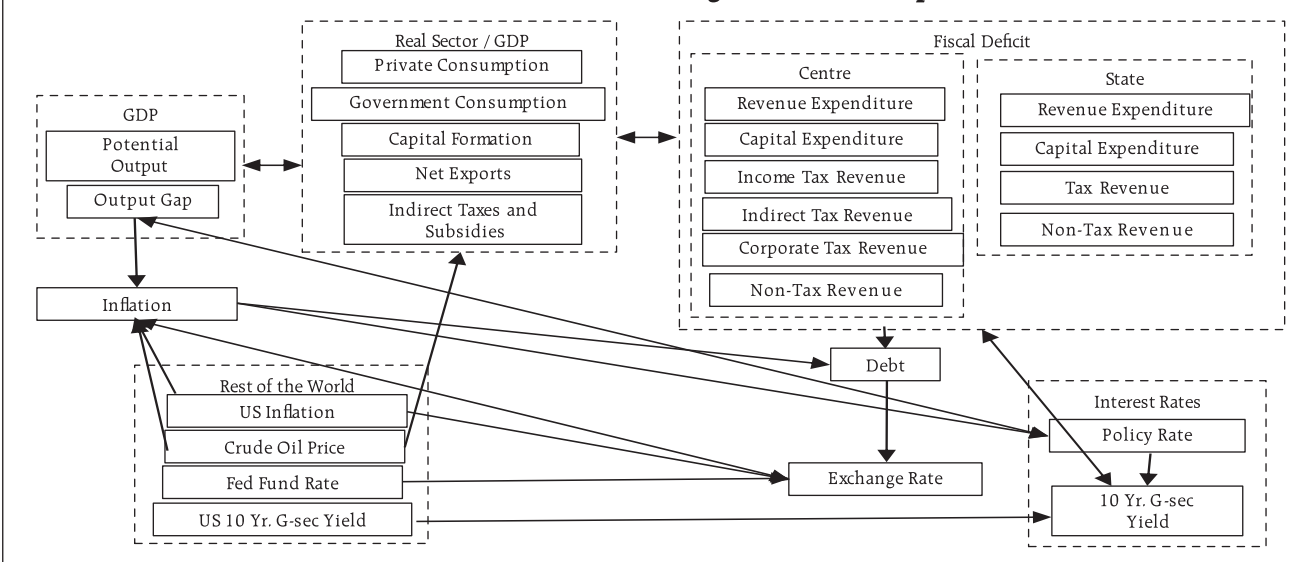 Real Sector / GDP
Private Consumption
Government Consumption
Capital Formation
Net Exports
Indirect Taxes and
Subsidies
Fiscal Deficit
Centre
Revenue Expenditure
Capital Expenditure
Income Tax Revenue
Indirect Tax Revenue
Corporate Tax Revenue
Non-Tax Revenue
State
Revenue Expenditure
Capital Expenditure
Tax Revenue
Non-Tax Revenue
GDP
Potential
Output
Output Gap
Inflation
Rest of the World
US Inflation
Crude Oil Price
Fed Fund Rate
US 10 Yr. G-sec Yield
Debt
Exchange Rate
Interest Rates
Policy Rate
10 Yr. G-sec
Yield